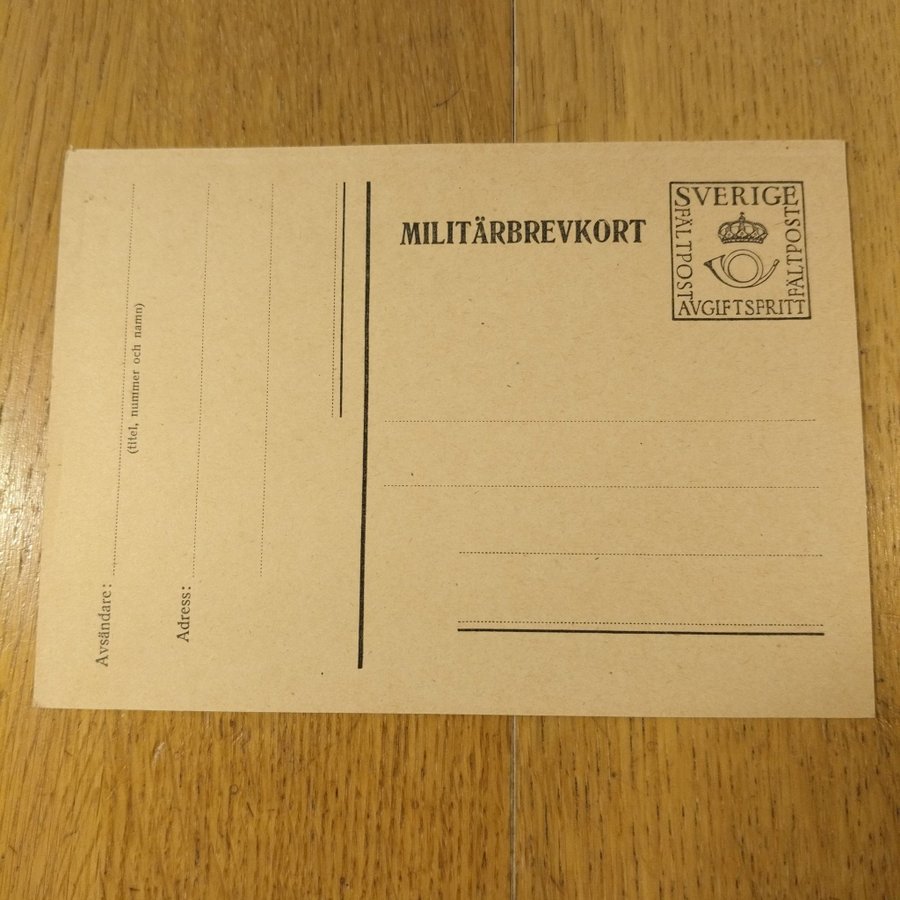 MILITÄRBREVKORT
SVERIGE
FÄLTPOST
FÄLTPOST
AVGIFTSFRITT
Avsändare:
(titel, nummer och namn)
Adress: